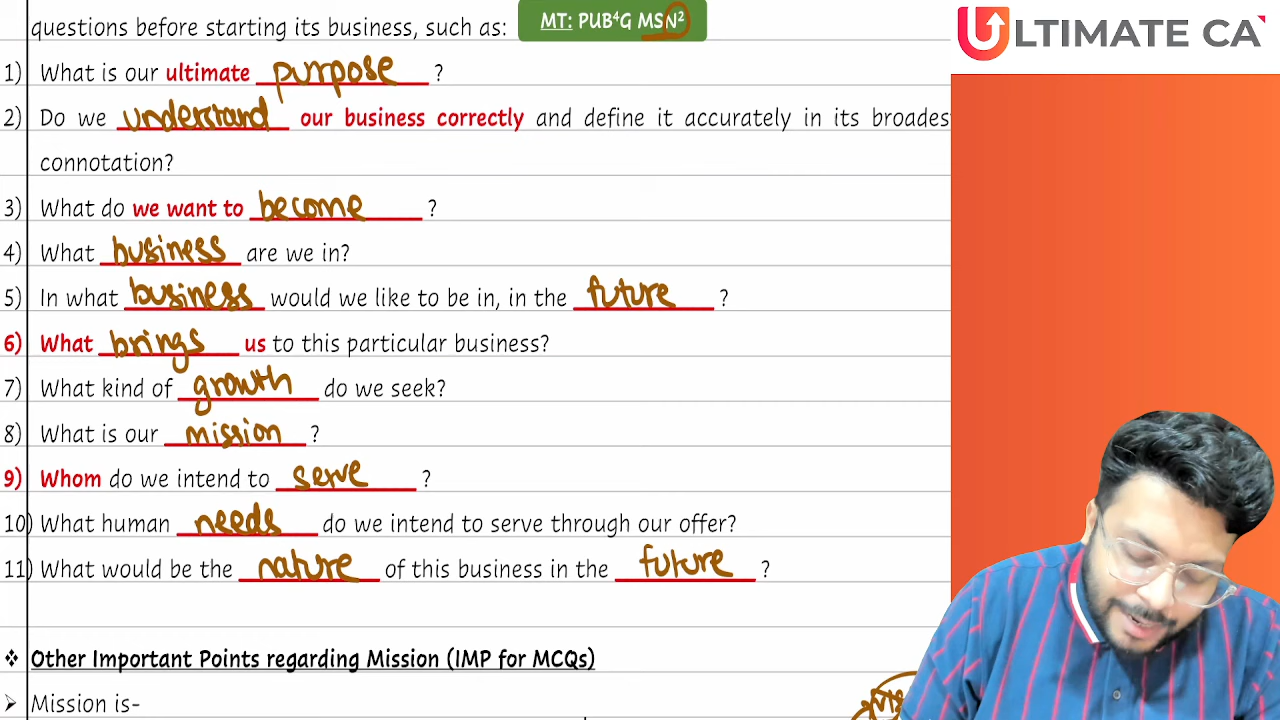 questions before starting its business, such as:
MT: PUB⁴G MSN²
ULTIMATE CA
1) What is our ultimate purpose ?
2) Do we understand our business correctly and define it accurately in its broades
connotation?
3) What do we want to become ?
4) What business are we in?
5) In what business would we like to be in, in the future ?
6) What brings us to this particular business?
7) What kind of growth do we seek?
8) What is our mission ?
9) Whom do we intend to serve ?
10) What human needs do we intend to serve through our offer?
11) What would be the nature of this business in the future ?
❖ Other Important Points regarding Mission (IMP for MCQs)
➢ Mission is-